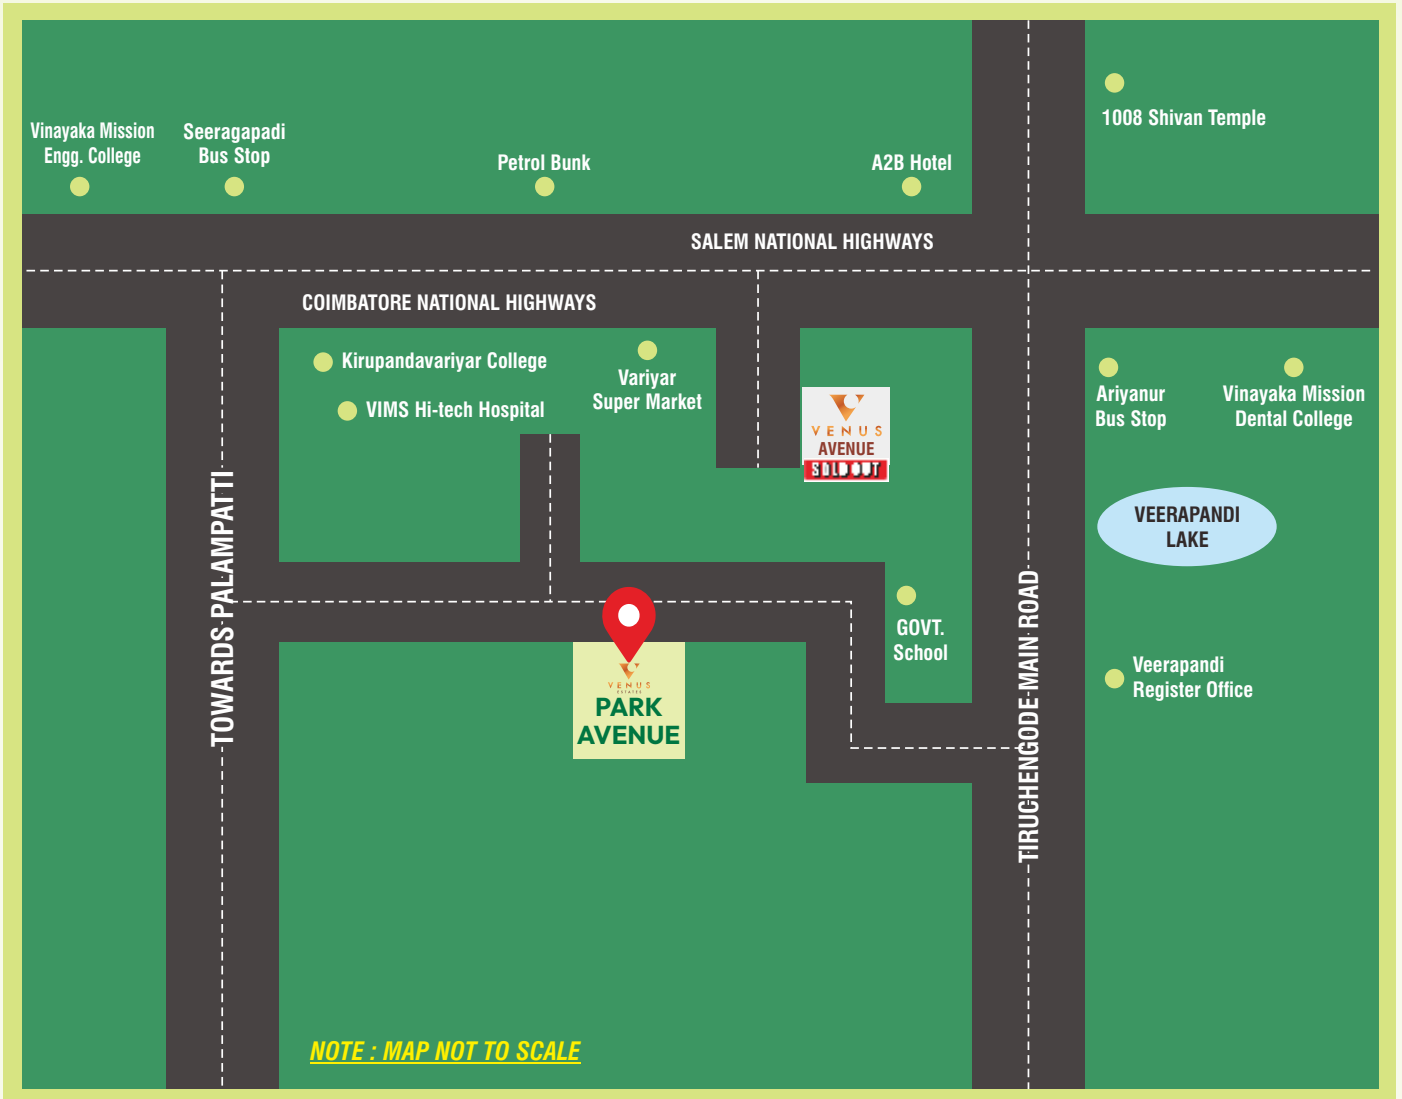 1008 Shivan Temple
Vinayaka Mission
Engg. College
Seeragapadi
Bus Stop
Petrol Bunk
A2B Hotel
SALEM NATIONAL HIGHWAYS
COIMBATORE NATIONAL HIGHWAYS
Kirupandavariyar College
VIMS Hi-tech Hospital
Variyar
Super Market
VENUS
AVENUE
SOLD OUT
Ariyanur
Bus Stop
Vinayaka Mission
Dental College
VEERAPANDI
LAKE
TOWARDS PALAMPATTI
TIRUCHENGODE MAIN ROAD
GOVT.
School
Veerapandi
Register Office
VENUS
ESTATES
PARK
AVENUE
NOTE : MAP NOT TO SCALE